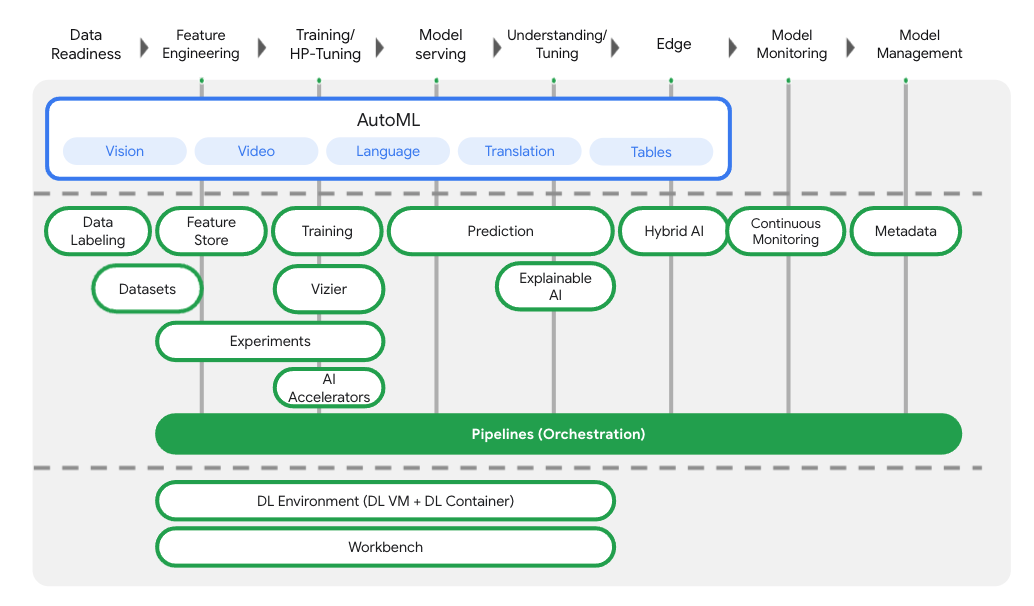 Data
Readiness
Feature
Engineering
Training/
HP-Tuning
Model
serving
Understanding/
Tuning
Edge
Model
Monitoring
Model
Management
AutoML
Vision
Video
Language
Translation
Tables
Data
Labeling
Feature
Store
Training
Prediction
Hybrid AI
Continuous
Monitoring
Metadata
Datasets
Vizier
Explainable
AI
Experiments
AI
Accelerators
Pipelines (Orchestration)
DL Environment (DL VM + DL Container)
Workbench